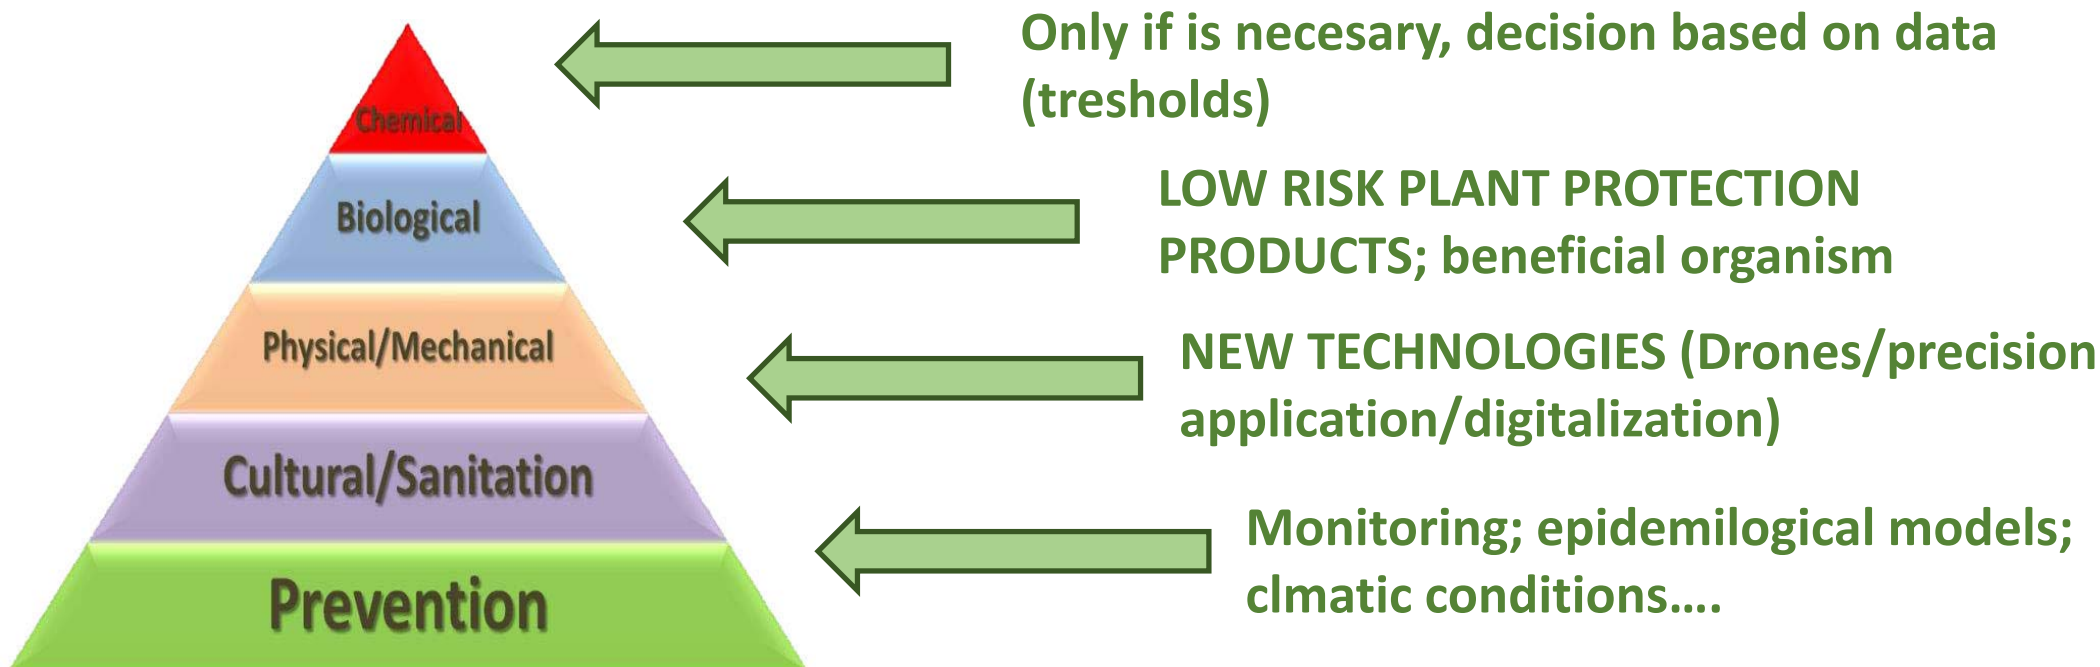 Only if is necesary, decision based on data
(tresholds)
Chemical
LOW RISK PLANT PROTECTION
PRODUCTS; beneficial organism
Biological
NEW TECHNOLOGIES (Drones/precision
application/digitalization)
Physical/Mechanical
Cultural/Sanitation
Monitoring; epidemilogical models;
clmatic conditions....
Prevention